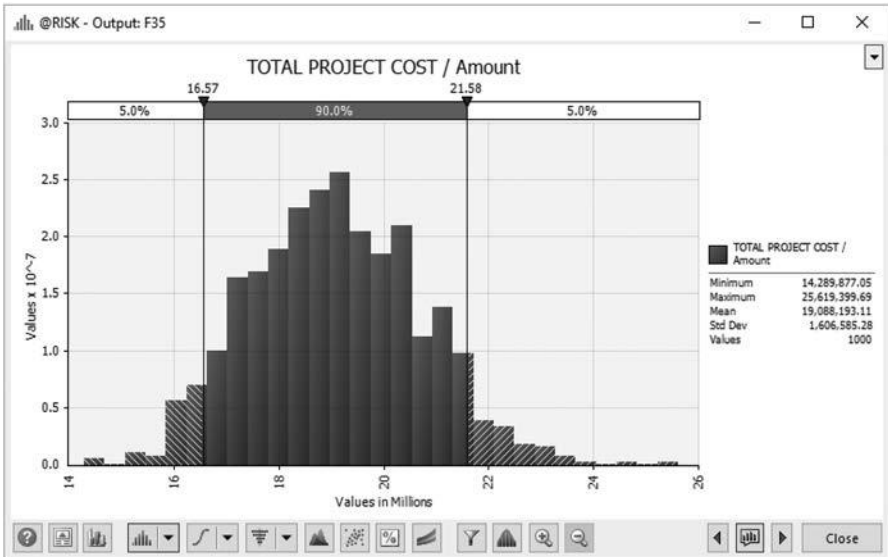 @RISK - Output: F35
TOTAL PROJECT COST / Amount
16.57 21.58
5.0% 90.0% 5.0%
3.0
2.5
2.0
1.5
1.0
0.5
0.0
Values x 10^-7
14 16 18 20 22 24 26
Values in Millions
TOTAL PROJECT COST /
Amount
Minimum 14,289,877.05
Maximum 25,619,399.69
Mean 19,088,193.11
Std Dev 1,606,585.28
Values 1000
? % Close